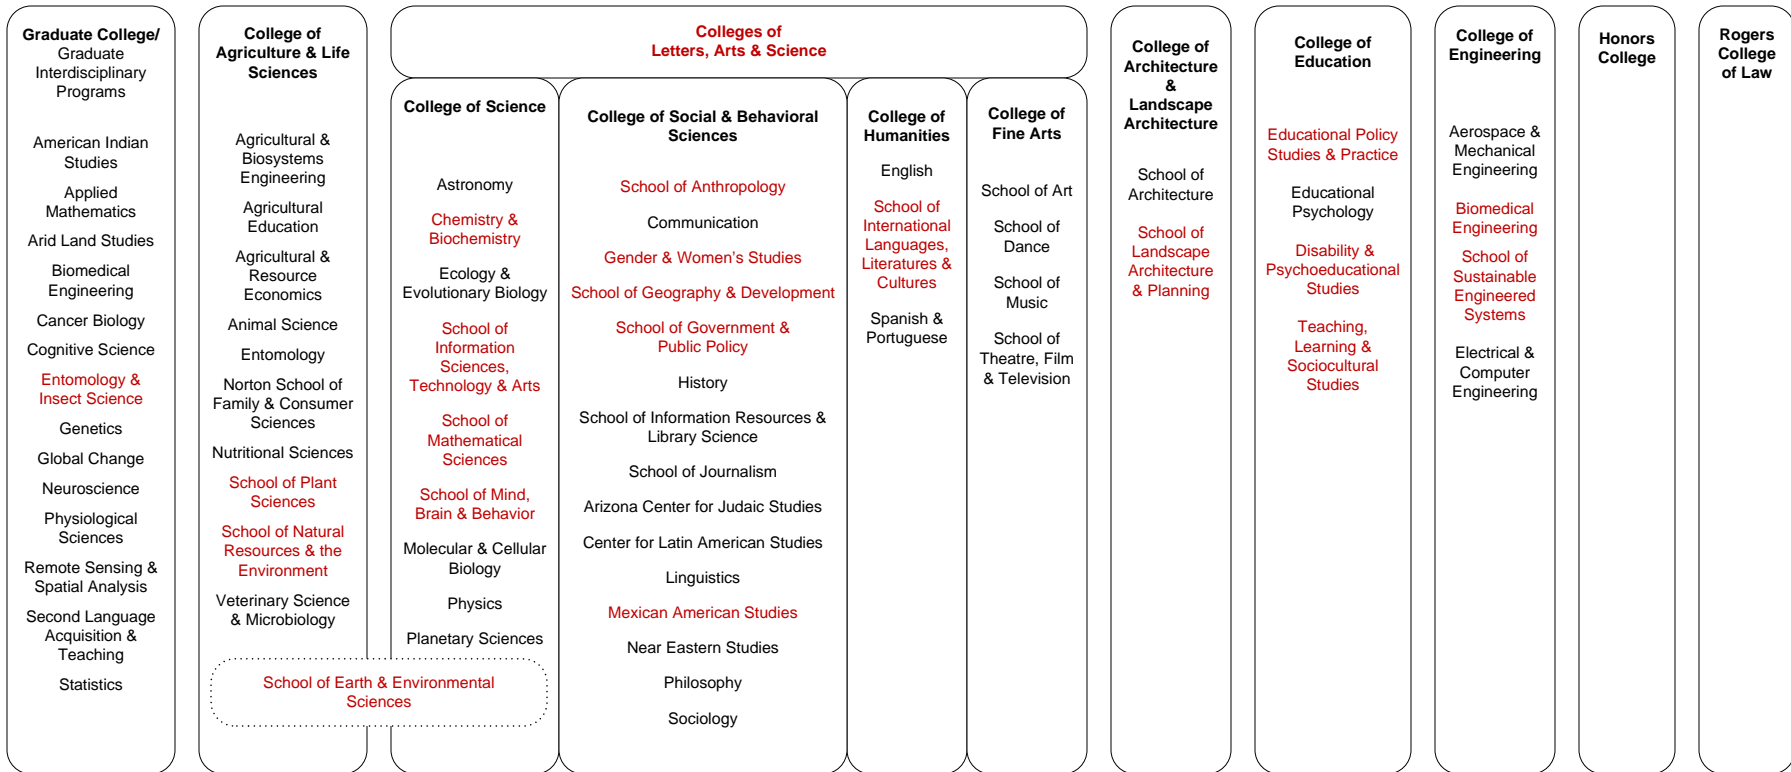 Graduate College/
Graduate
Interdisciplinary
Programs
American Indian
Studies
Applied
Mathematics
Arid Land Studies
Biomedical
Engineering
Cancer Biology
Cognitive Science
Entomology &
Insect Science
Genetics
Global Change
Neuroscience
Physiological
Sciences
Remote Sensing &
Spatial Analysis
Second Language
Acquisition &
Teaching
Statistics
College of
Agriculture & Life
Sciences
Agricultural &
Biosystems
Engineering
Agricultural
Education
Agricultural &
Resource
Economics
Animal Science
Entomology
Norton School of
Family & Consumer
Sciences
Nutritional Sciences
School of Plant
Sciences
School of Natural
Resources & the
Environment
Veterinary Science
& Microbiology
School of Earth & Environmental
Sciences
Colleges of
Letters, Arts & Science
College of Science
Astronomy
Chemistry &
Biochemistry
Ecology &
Evolutionary Biology
School of
Information
Sciences,
Technology & Arts
School of
Mathematical
Sciences
School of Mind,
Brain & Behavior
Molecular & Cellular
Biology
Physics
Planetary Sciences
College of Social & Behavioral
Sciences
School of Anthropology
Communication
Gender & Women's Studies
School of Geography & Development
School of Government &
Public Policy
History
School of Information Resources &
Library Science
School of Journalism
Arizona Center for Judaic Studies
Center for Latin American Studies
Linguistics
Mexican American Studies
Near Eastern Studies
Philosophy
Sociology
College of
Humanities
English
School of
International
Languages,
Literatures &
Cultures
Spanish &
Portuguese
College of
Fine Arts
School of Art
School of
Dance
School of
Music
School of
Theatre, Film
& Television
College of
Architecture
&
Landscape
Architecture
School of
Architecture
School of
Landscape
Architecture
& Planning
College of
Education
Educational Policy
Studies & Practice
Educational
Psychology
Disability &
Psychoeducational
Studies
Teaching,
Learning &
Sociocultural
Studies
College of
Engineering
Aerospace &
Mechanical
Engineering
Biomedical
Engineering
School of
Sustainable
Engineered
Systems
Electrical &
Computer
Engineering
Honors
College
Rogers
College
of Law